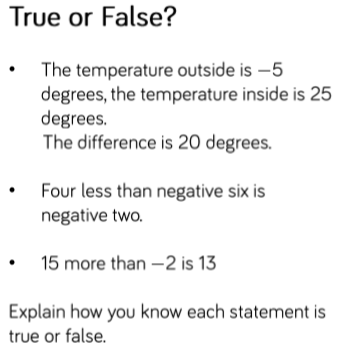 True or False?
• The temperature outside is −5
degrees, the temperature inside is 25
degrees.
The difference is 20 degrees.
• Four less than negative six is
negative two.
• 15 more than −2 is 13
Explain how you know each statement is
true or false.